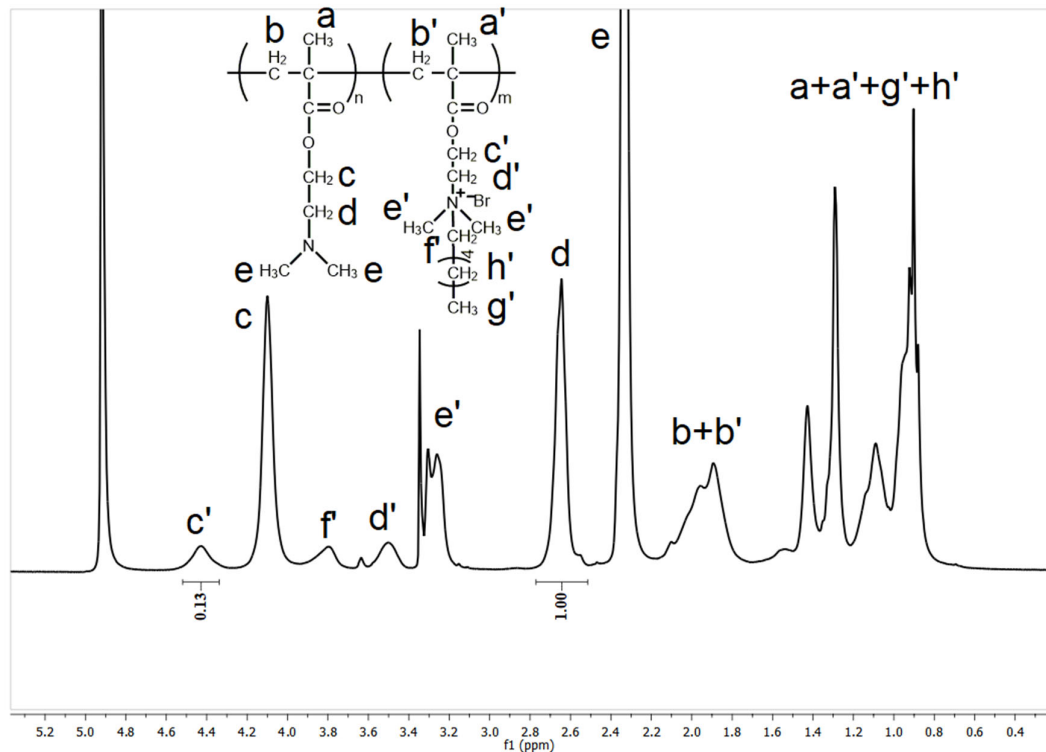 b a b' a' e
H₂ CH₃ H₂ CH₃
C C C C
n m
C=O C=O
O O
CH₂ c CH₂ c'
CH₂ d CH₂ d'
N N⁺ ⁻Br
e' H₃C CH₃ e'
H₃C CH₃ f' CH₂
e e 4
CH₂ h'
CH₃ g'
a+a'+g'+h'
d
c
e'
b+b'
c' f' d'
0.13 1.00
5.2 5.0 4.8 4.6 4.4 4.2 4.0 3.8 3.6 3.4 3.2 3.0 2.8 2.6 2.4 2.2 2.0 1.8 1.6 1.4 1.2 1.0 0.8 0.6 0.4
f1 (ppm)